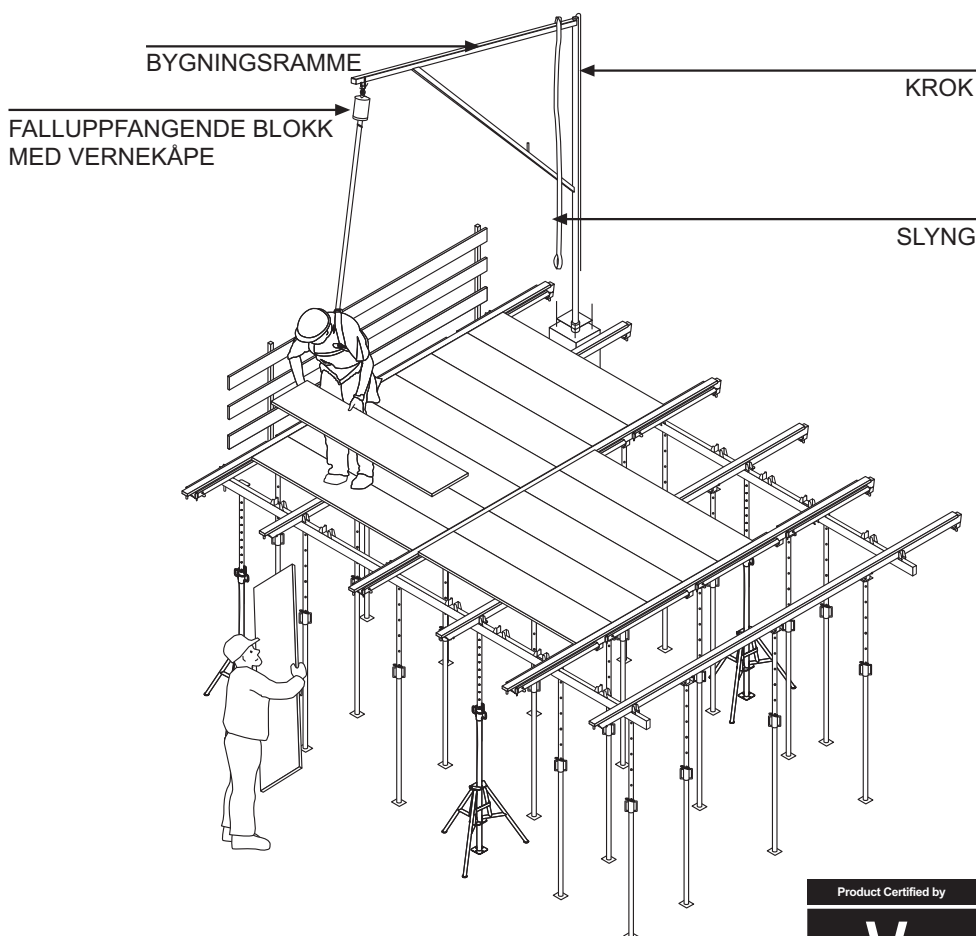 BYGNINGSRAMME
KROK
FALLUPPFANGENDE BLOKK
MED VERNEKÅPE
SLYNG
Product Certified by
V